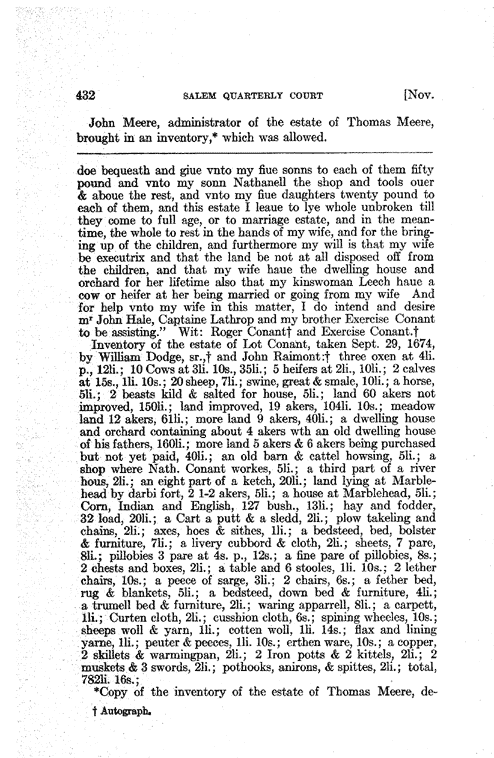 432 SALEM QUARTERLY COURT [Nov.
John Meere, administrator of the estate of Thomas Meere,
brought in an inventory,* which was allowed.
doe bequeath and giue vnto my fiue sonns to each of them fifty
pound and vnto my sonn Nathanell the shop and tools ouer
& aboue the rest, and vnto my fiue daughters twenty pound to
each of them, and this estate I leaue to lye whole unbroken till
they come to full age, or to marriage estate, and in the mean-
time, the whole to rest in the hands of my wife, and for the bring-
ing up of the children, and furthermore my will is that my wife
be executrix and that the land be not at all disposed off from
the children, and that my wife haue the dwelling house and
orchard for her lifetime also that my kinswoman Leech haue a
cow or heifer at her being married or going from my wife And
for help vnto my wife in this matter, I do intend and desire
mr John Hale, Captaine Lathrop and my brother Exercise Conant
to be assisting." Wit: Roger Conant† and Exercise Conant.†
Inventory of the estate of Lot Conant, taken Sept. 29, 1674,
by William Dodge, sr.,† and John Raimont:† three oxen at 4li.
p., 12li.; 10 Cows at 3li. 10s., 35li.; 5 heifers at 2li., 10li.; 2 calves
at 15s., 1li. 10s.; 20 sheep, 7li.; swine, great & smale, 10li.; a horse,
5li.; 2 beasts kild & salted for house, 5li.; land 60 akers not
improved, 150li.; land improved, 19 akers, 104li. 10s.; meadow
land 12 akers, 61li.; more land 9 akers, 40li.; a dwelling house
and orchard containing about 4 akers wth an old dwelling house
of his fathers, 160li.; more land 5 akers & 6 akers being purchased
but not yet paid, 40li.; an old barn & cattel howsing, 5li.; a
shop where Nath. Conant workes, 5li.; a third part of a river
hous, 2li.; an eight part of a ketch, 20li.; land lying at Marble-
head by darbi fort, 2 1-2 akers, 5li.; a house at Marblehead, 5li.;
Corn, Indian and English, 127 bush., 13li.; hay and fodder,
32 load, 20li.; a Cart a putt & a sledd, 2li.; plow takeling and
chains, 2li.; axes, hoes & sithes, 1li.; a bedsteed, bed, bolster
& furniture, 7li.; a livery cubbord & cloth, 2li.; sheets, 7 pare,
8li.; pillobies 3 pare at 4s. p., 12s.; a fine pare of pillobics, 8s.;
2 chests and boxes, 2li.; a table and 6 stooles, 1li. 10s.; 2 lether
chairs, 10s.; a peece of sarge, 3li.; 2 chairs, 6s.; a fether bed,
rug & blankets, 5li.; a bedsteed, down bed & furniture, 4li.;
a trumell bed & furniture, 2li.; waring apparrell, 8li.; a carpett,
1li.; Curten cloth, 2li.; cusshion cloth, 6s.; spining wheeles, 10s.;
sheeps woll & yarn, 1li.; cotten woll, 1li. 14s.; flax and lining
yarne, 1li.; peuter & peeces, 1li. 10s.; erthen ware, 10s.; a copper,
2 skillets & warmingpan, 2li.; 2 Iron potts & 2 kittels, 2li.; 2
muskets & 3 swords, 2li.; pothooks, anirons, & spittes, 2li.; total,
782li. 16s.;
*Copy of the inventory of the estate of Thomas Meere, de-
† Autograph.